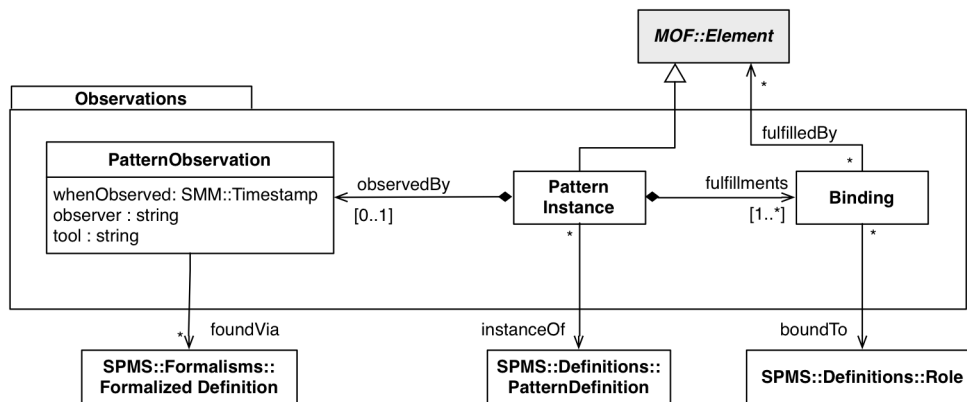 MOF::Element
*
Observations
fulfilledBy
*
PatternObservation
whenObserved: SMM::Timestamp
observer : string
tool : string
observedBy
[0..1]
Pattern
Instance
*
fulfillments
[1..*]
Binding
*
* foundVia
instanceOf
boundTo
SPMS::Formalisms::
Formalized Definition
SPMS::Definitions::
PatternDefinition
SPMS::Definitions::Role